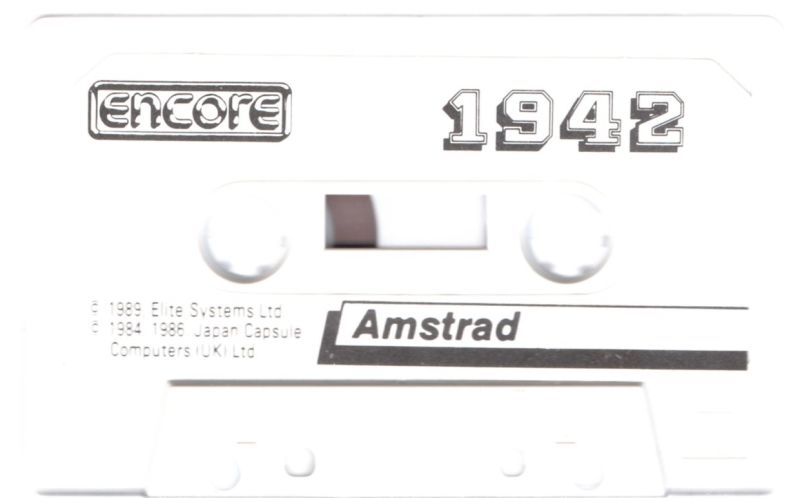 encore
1942
© 1989. Elite Systems Ltd
© 1984. 1986. Japan Capsule
Computers (UK) Ltd
Amstrad